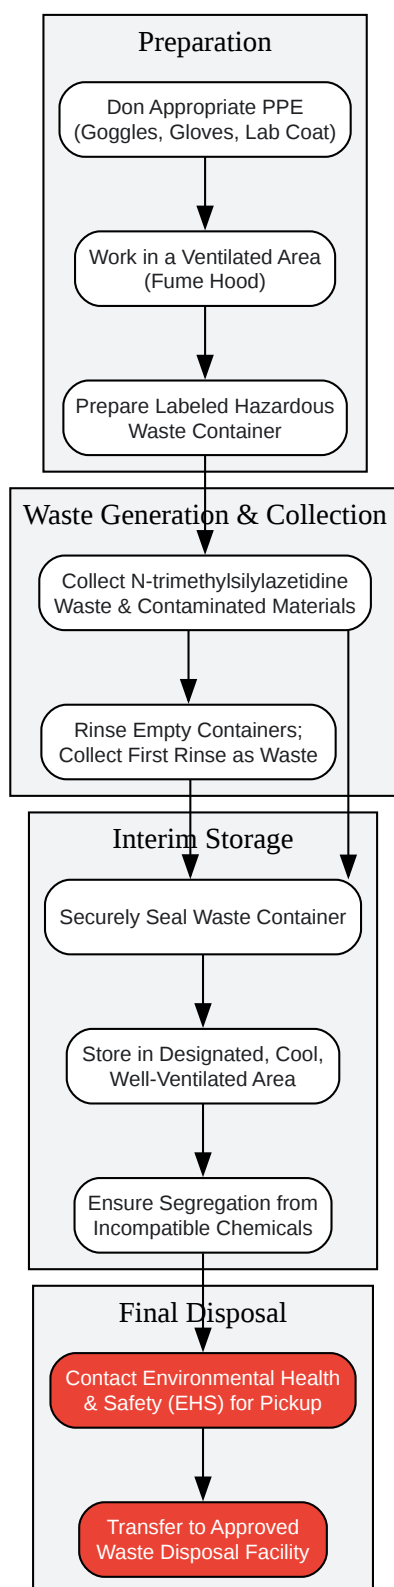 Preparation
Don Appropriate PPE
(Goggles, Gloves, Lab Coat)
Work in a Ventilated Area
(Fume Hood)
Prepare Labeled Hazardous
Waste Container
Waste Generation & Collection
Collect N-trimethylsilylazetidine
Waste & Contaminated Materials
Rinse Empty Containers;
Collect First Rinse as Waste
Interim Storage
Securely Seal Waste Container
Store in Designated, Cool,
Well-Ventilated Area
Ensure Segregation from
Incompatible Chemicals
Final Disposal
Contact Environmental Health
& Safety (EHS) for Pickup
Transfer to Approved
Waste Disposal Facility